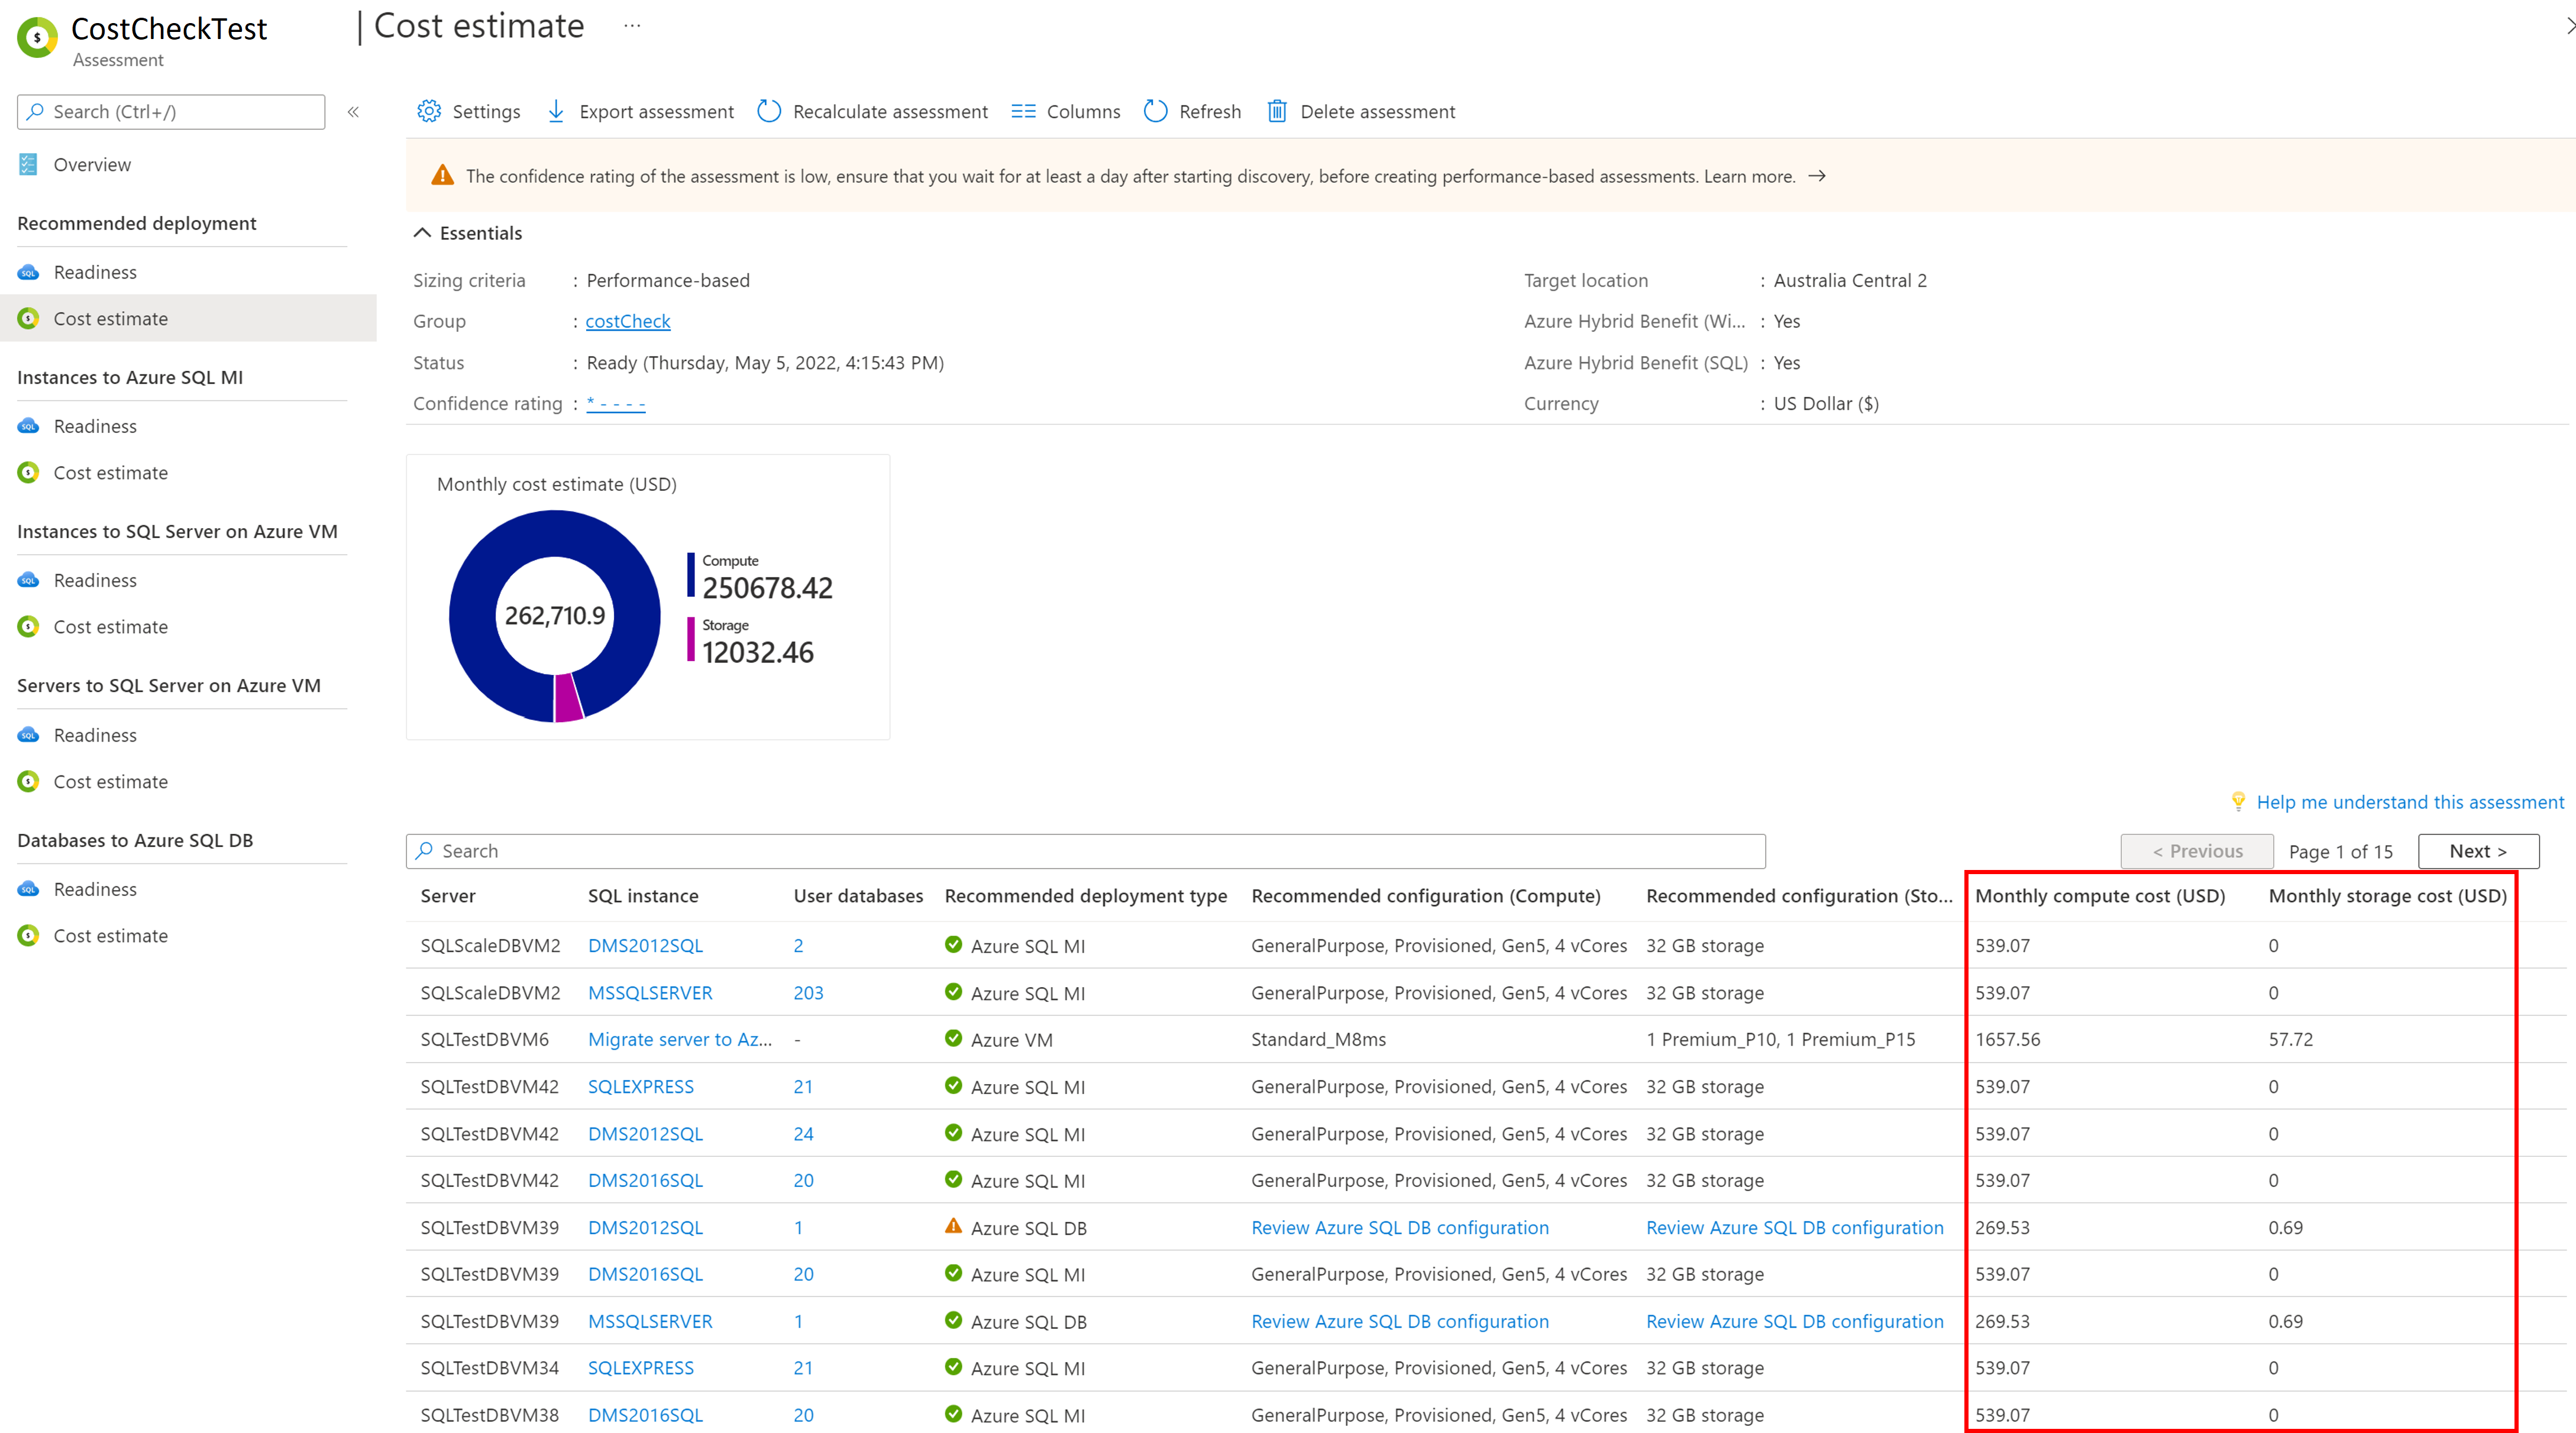 CostCheckTest | Cost estimate ...
Assessment
Search (Ctrl+/)
«
Overview
Recommended deployment
Readiness
Cost estimate
Instances to Azure SQL MI
Readiness
Cost estimate
Instances to SQL Server on Azure VM
Readiness
Cost estimate
Servers to SQL Server on Azure VM
Readiness
Cost estimate
Databases to Azure SQL DB
Readiness
Cost estimate
Settings Export assessment Recalculate assessment Columns Refresh Delete assessment
The confidence rating of the assessment is low, ensure that you wait for at least a day after starting discovery, before creating performance-based assessments. Learn more. →
Essentials
Sizing criteria : Performance-based
Group : costCheck
Status : Ready (Thursday, May 5, 2022, 4:15:43 PM)
Confidence rating : * - - - -
Target location : Australia Central 2
Azure Hybrid Benefit (Wi... : Yes
Azure Hybrid Benefit (SQL) : Yes
Currency : US Dollar ($)
Monthly cost estimate (USD)
262,710.9
Compute
250678.42
Storage
12032.46
Help me understand this assessment
Search
< Previous Page 1 of 15 Next >
Server SQL instance User databases Recommended deployment type Recommended configuration (Compute) Recommended configuration (Sto... Monthly compute cost (USD) Monthly storage cost (USD)
SQLScaleDBVM2 DMS2012SQL 2 Azure SQL MI GeneralPurpose, Provisioned, Gen5, 4 vCores 32 GB storage 539.07 0
SQLScaleDBVM2 MSSQLSERVER 203 Azure SQL MI GeneralPurpose, Provisioned, Gen5, 4 vCores 32 GB storage 539.07 0
SQLTestDBVM6 Migrate server to Az... - Azure VM Standard_M8ms 1 Premium_P10, 1 Premium_P15 1657.56 57.72
SQLTestDBVM42 SQLEXPRESS 21 Azure SQL MI GeneralPurpose, Provisioned, Gen5, 4 vCores 32 GB storage 539.07 0
SQLTestDBVM42 DMS2012SQL 24 Azure SQL MI GeneralPurpose, Provisioned, Gen5, 4 vCores 32 GB storage 539.07 0
SQLTestDBVM42 DMS2016SQL 20 Azure SQL MI GeneralPurpose, Provisioned, Gen5, 4 vCores 32 GB storage 539.07 0
SQLTestDBVM39 DMS2012SQL 1 Azure SQL DB Review Azure SQL DB configuration Review Azure SQL DB configuration 269.53 0.69
SQLTestDBVM39 DMS2016SQL 20 Azure SQL MI GeneralPurpose, Provisioned, Gen5, 4 vCores 32 GB storage 539.07 0
SQLTestDBVM39 MSSQLSERVER 1 Azure SQL DB Review Azure SQL DB configuration Review Azure SQL DB configuration 269.53 0.69
SQLTestDBVM34 SQLEXPRESS 21 Azure SQL MI GeneralPurpose, Provisioned, Gen5, 4 vCores 32 GB storage 539.07 0
SQLTestDBVM38 DMS2016SQL 20 Azure SQL MI GeneralPurpose, Provisioned, Gen5, 4 vCores 32 GB storage 539.07 0